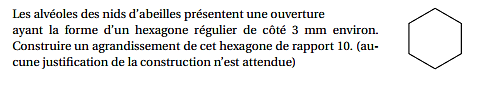 Les alvéoles des nids d'abeilles présentent une ouverture
ayant la forme d'un hexagone régulier de côté 3 mm environ.
Construire un agrandissement de cet hexagone de rapport 10. (au-
cune justification de la construction n'est attendue)